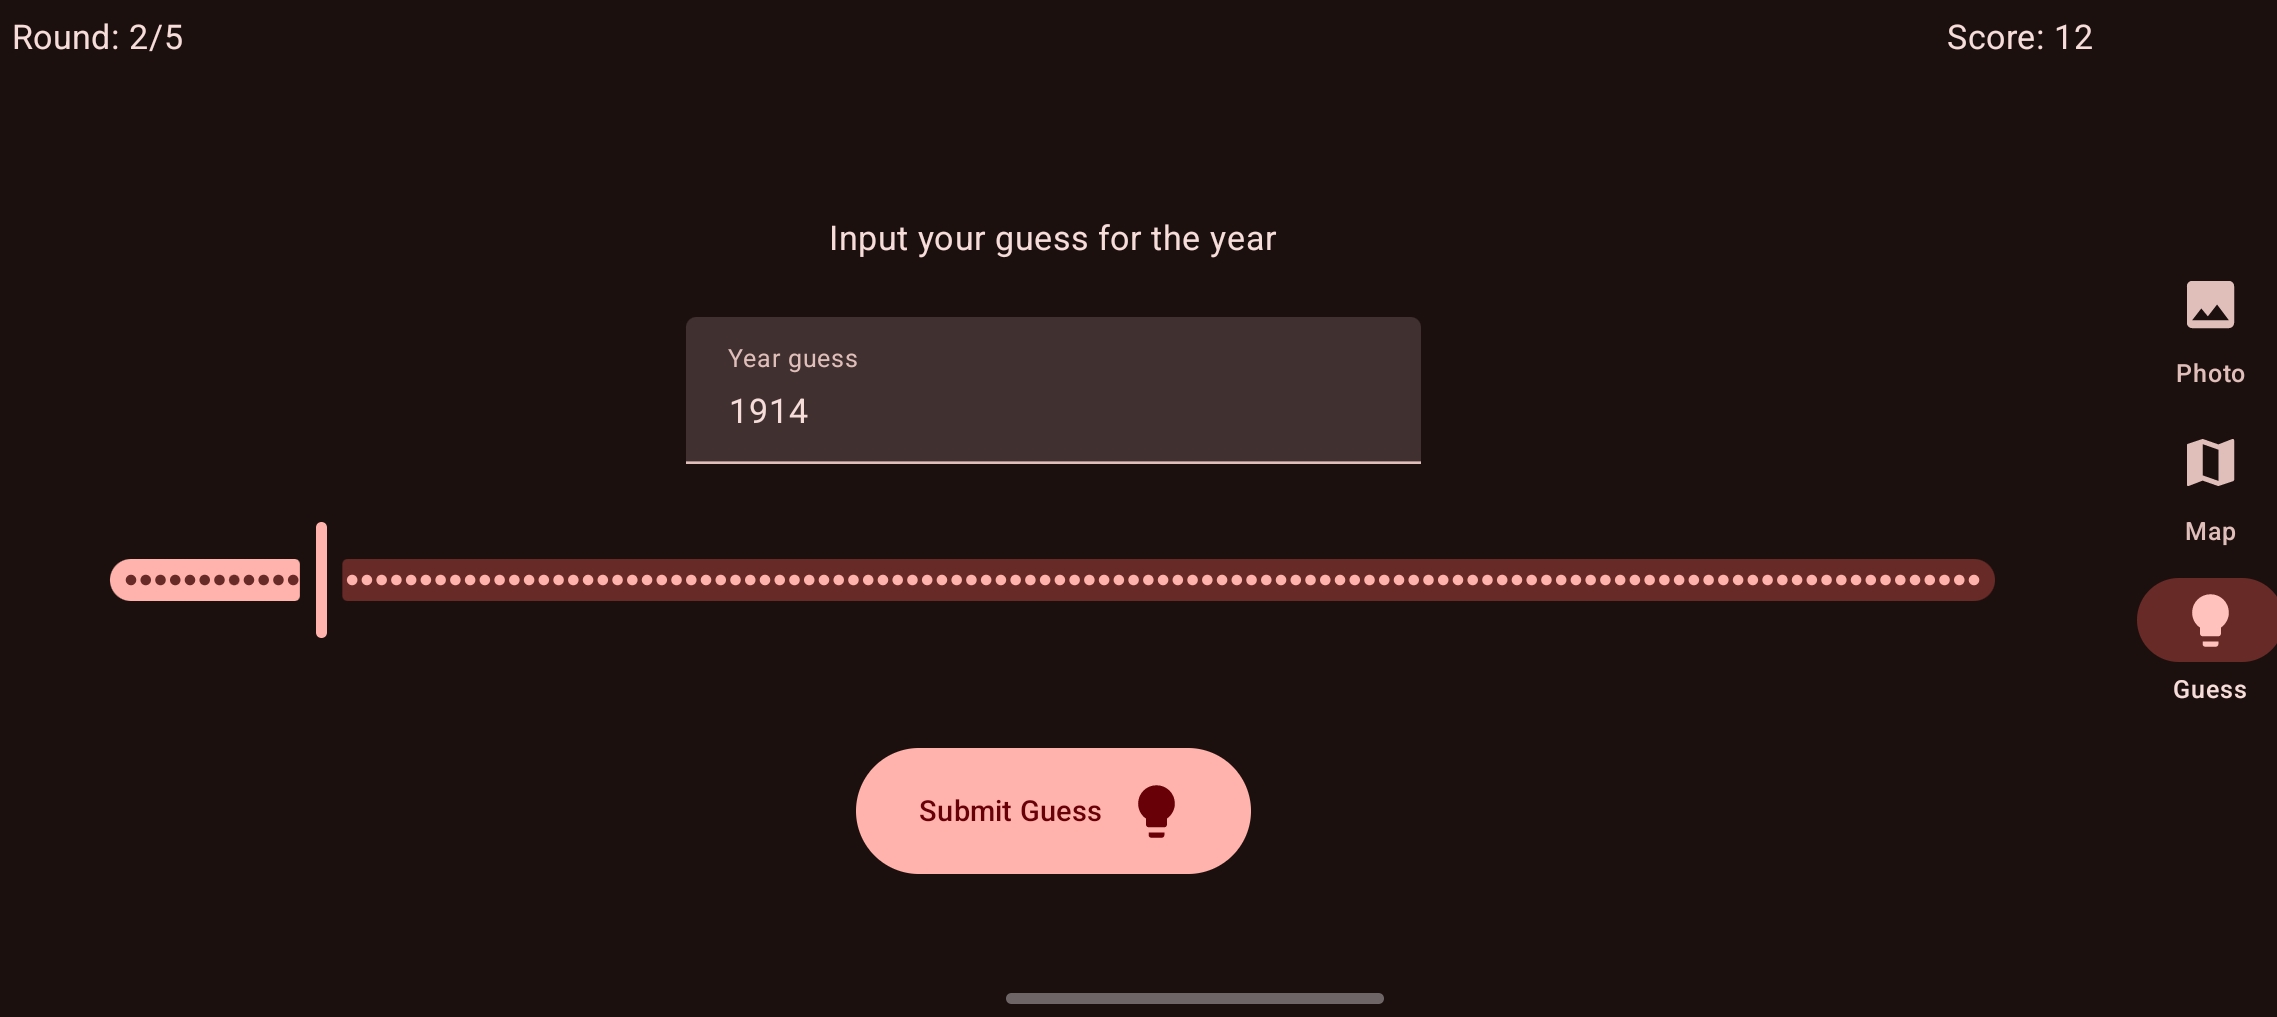 Round: 2/5
Score: 12
Input your guess for the year
Year guess
1914
Photo
Map
Guess
Submit Guess